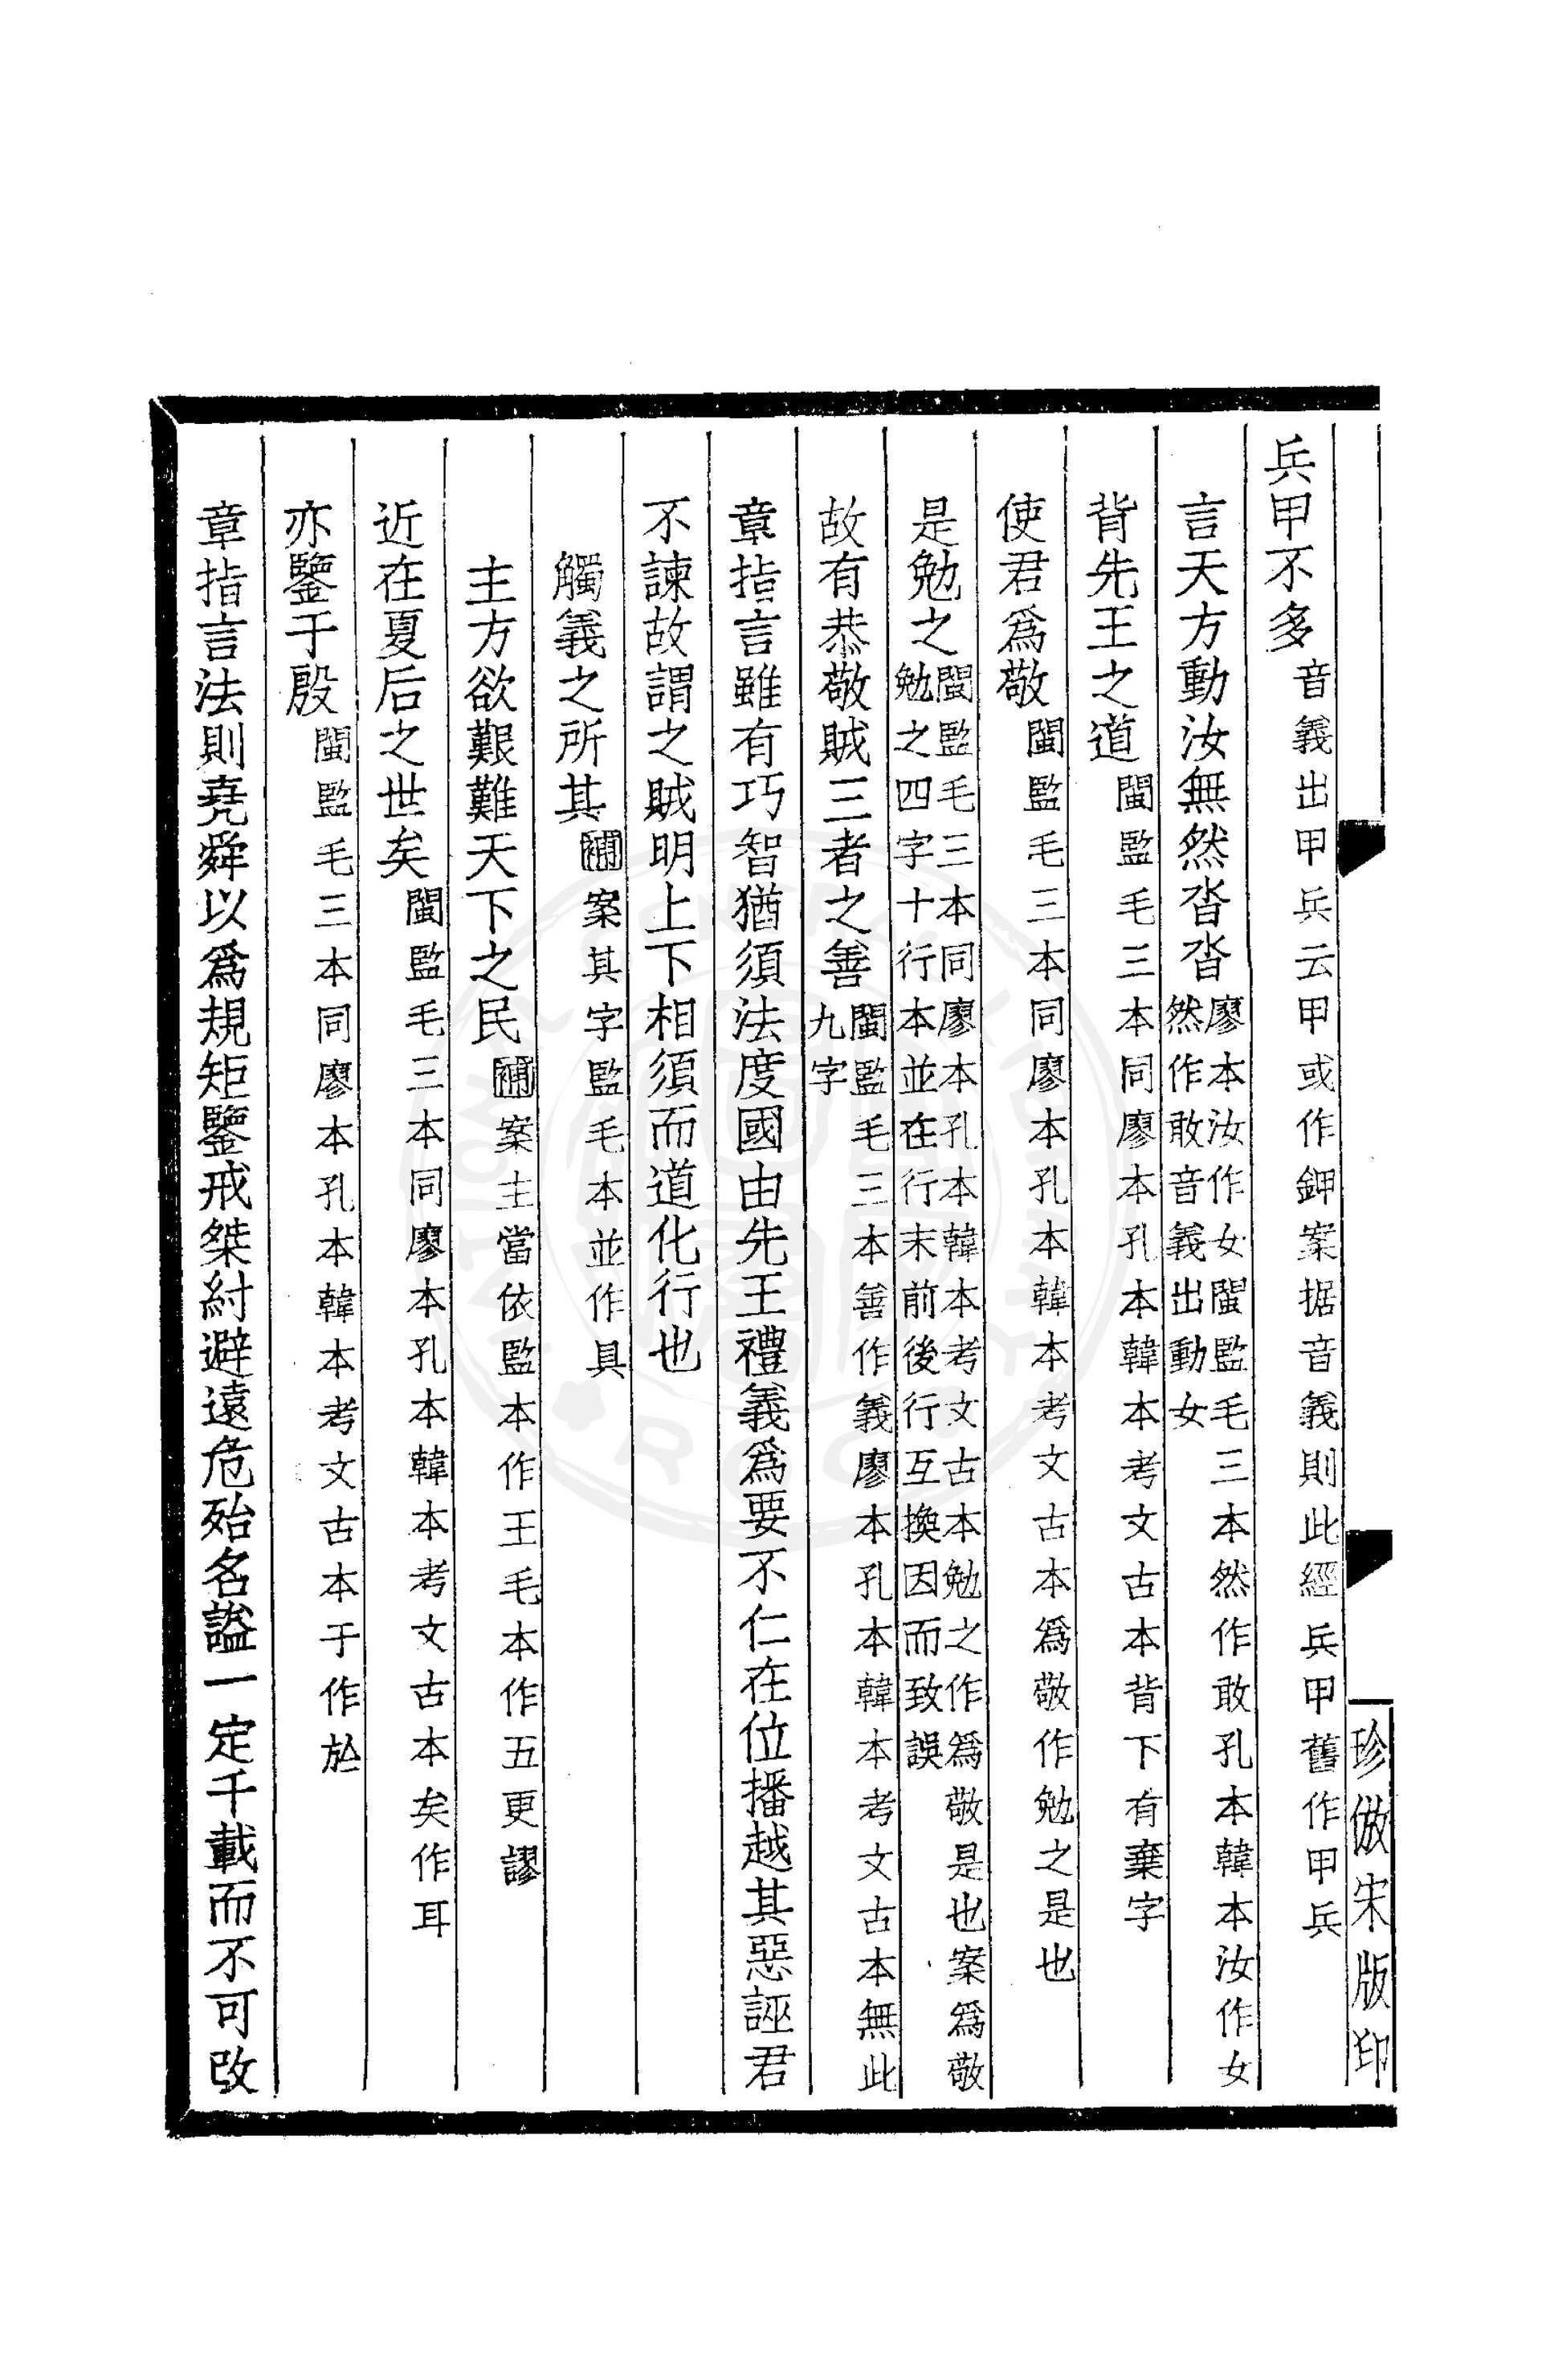 珍倣宋版印
兵甲不多音義出甲兵云甲或作鉀案据音義則此經兵甲舊作甲兵
言天方動汝無然沓沓廖本汝作女閩監毛三本然作敢孔本韓本汝作女然作敢音義出動女
背先王之道閩監毛三本同廖本孔本韓本考文古本背下有棄字
使君爲敬閩監毛三本同廖本孔本韓本考文古本爲敬作勉之是也
是勉之閩監毛三本同廖本孔本韓本考文古本勉之作爲敬是也案爲敬勉之四字十行本並在行末前後行互換因而致誤
故有恭敬賊三者之善閩監毛三本善作義廖本孔本韓本考文古本無此九字
章指言雖有巧智猶須法度國由先王禮義爲要不仁在位播越其惡誣君
不諫故謂之賊明上下相須而道化行也
觸義之所其補案其字監毛本並作具
主方欲艱難天下之民補案主當依監本作王毛本作五更謬
近在夏后之世矣閩監毛三本同廖本孔本韓本考文古本矣作耳
亦鑒于殷閩監毛三本同廖本孔本韓本考文古本于作於
章指言法則堯舜以爲規矩鑒戒桀紂避遠危殆名謚一定千載而不可改